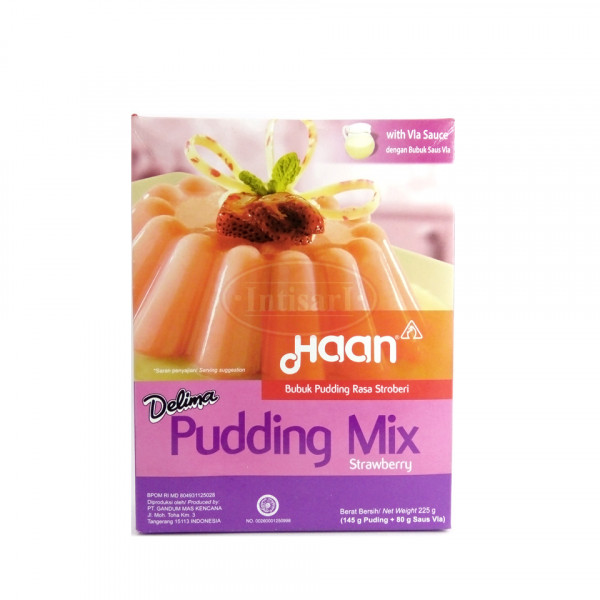 with Vla Sauce
dengan Bubuk Saus Vla
Intisari
*Saran penyajian/ Serving suggestion
Haan®
Bubuk Pudding Rasa Stroberi
Delima
Pudding Mix
Strawberry
BPOM RI MD 804931125028
Diproduksi oleh/ Produced by:
PT. GANDUM MAS KENCANA
Jl. Moh. Toha Km. 3
Tangerang 15113 INDONESIA
Berat Bersih/ Net Weight 225 g
(145 g Puding + 80 g Saus Vla)